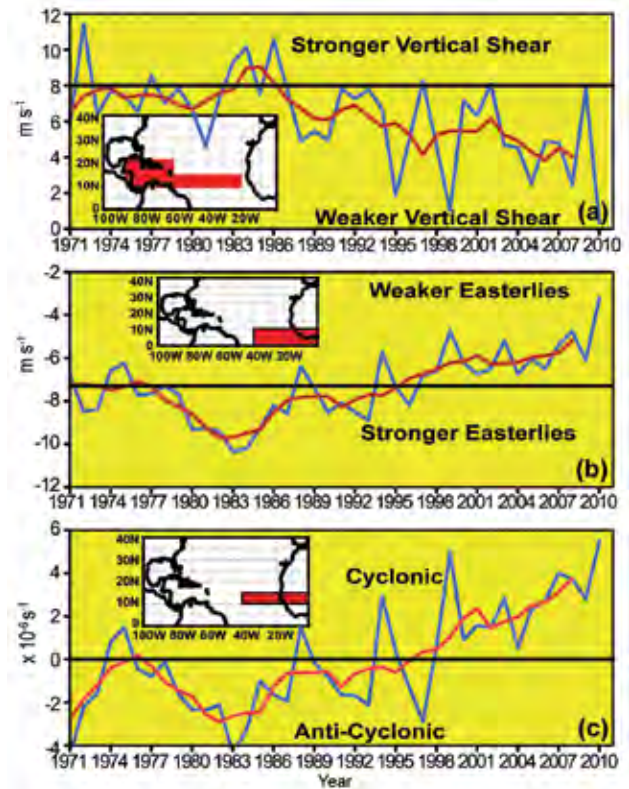 12
10
8
6
4
2
0
m s⁻¹
Stronger Vertical Shear
Weaker Vertical Shear
(a)
40N
30N
20N
10N
0
100W 80W 60W 40W 20W
1971 1974 1977 1980 1983 1986 1989 1992 1995 1998 2001 2004 2007 2010
-2
-4
-6
-8
-10
-12
m s⁻¹
Weaker Easterlies
Stronger Easterlies
(b)
40N
30N
20N
10N
0
100W 80W 60W 40W 20W
1971 1974 1977 1980 1983 1986 1989 1992 1995 1998 2001 2004 2007 2010
6
4
2
0
-2
-4
x 10⁻⁶ s⁻¹
Cyclonic
Anti-Cyclonic
(c)
40N
30N
20N
10N
0
100W 80W 60W 40W 20W
1971 1974 1977 1980 1983 1986 1989 1992 1995 1998 2001 2004 2007 2010
Year